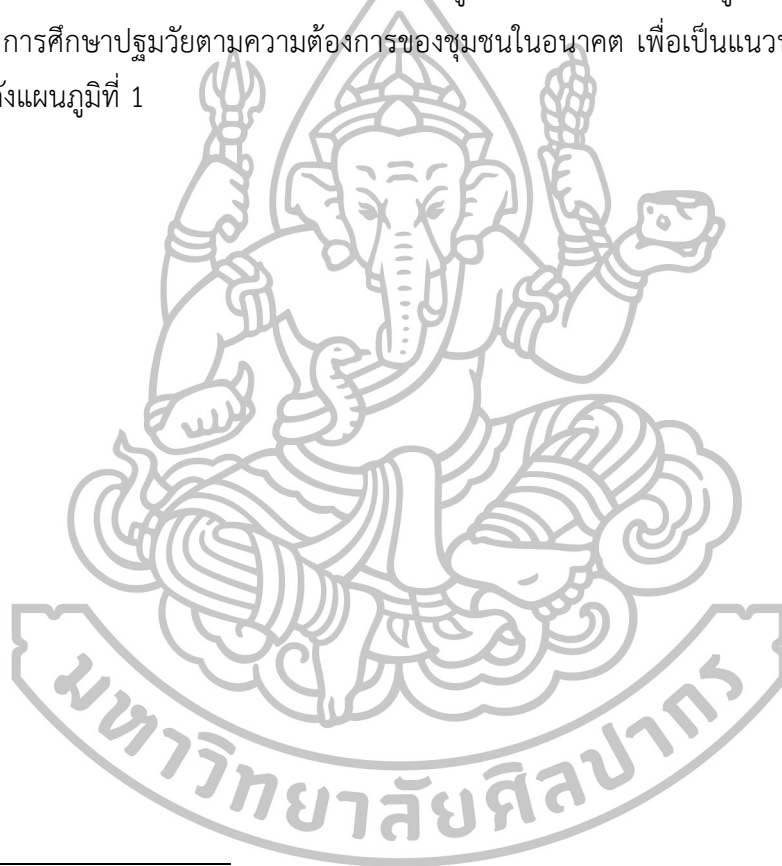 การศึกษาปฐมวัยตามความต้องการของชุมชนในอนาคต เพื่อเป็นแนว
แผนภูมิที่ 1
มหาวิทยาลัยศิลปากร